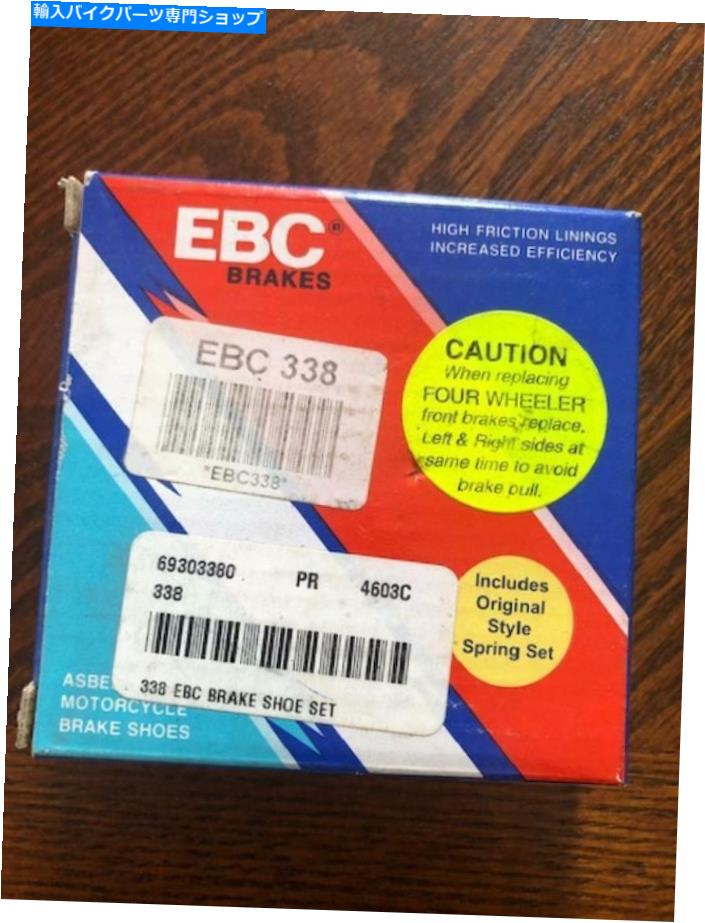 輸入バイクパーツ専門ショップ
EBC®
BRAKES
HIGH FRICTION LININGS
INCREASED EFFICIENCY
EBC 338
*EBC338*
CAUTION
When replacing
FOUR WHEELER
front brakes replace.
Left & Right sides at
same time to avoid
brake pull.
69303380 PR 4603C
338
338 EBC BRAKE SHOE SET
Includes
Original
Style
Spring Set
ASBE
MOTORCYCLE
BRAKE SHOES